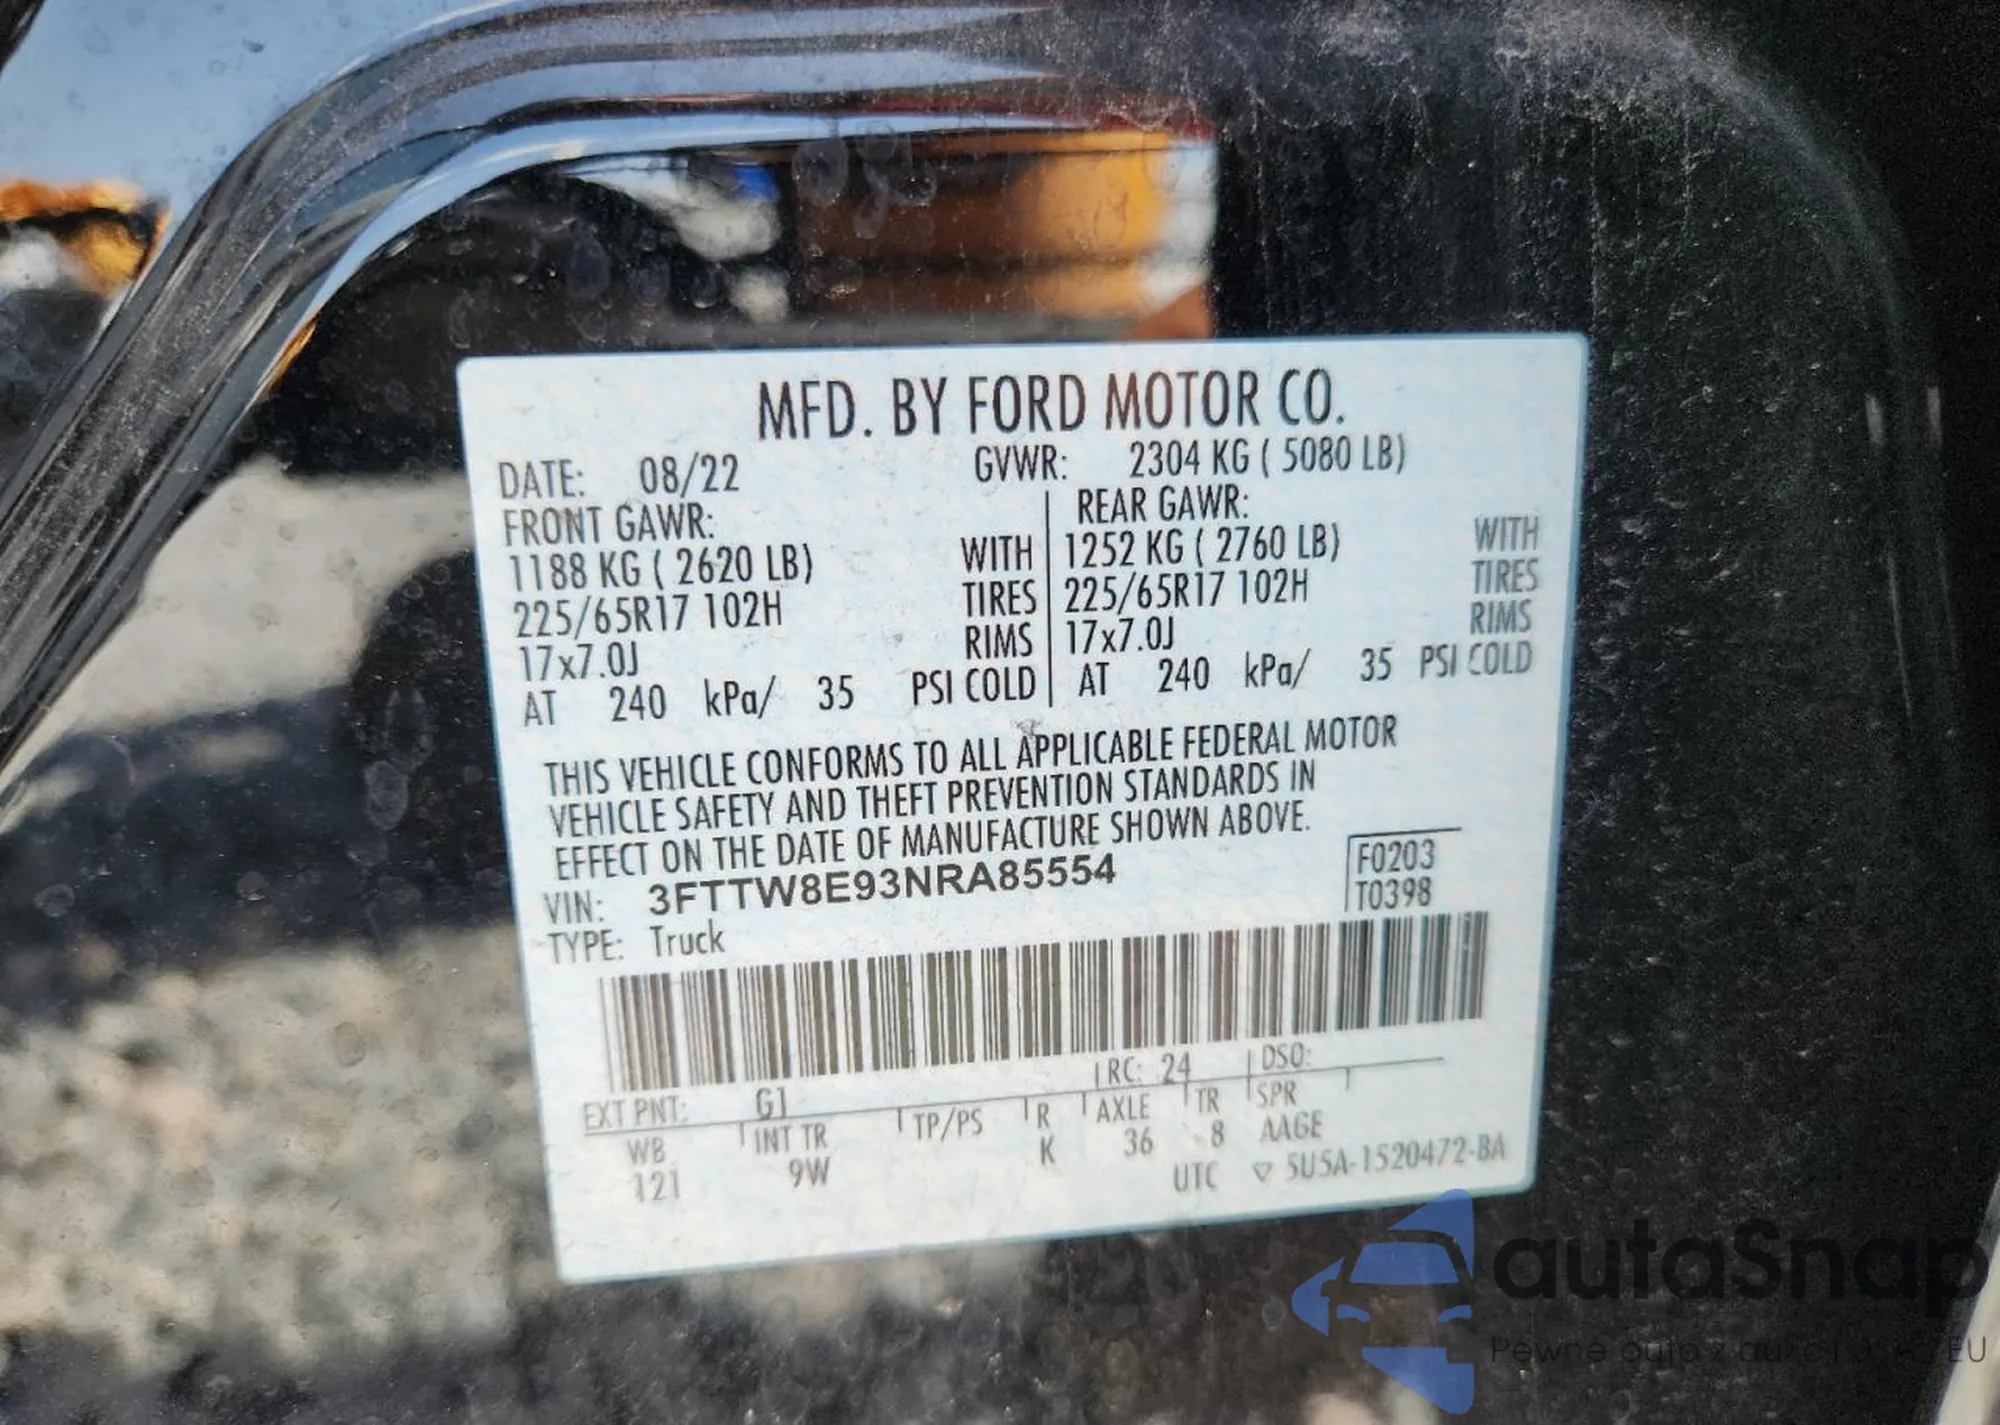 MFD. BY FORD MOTOR CO.
DATE: 08/22 GVWR: 2304 KG ( 5080 LB)
FRONT GAWR: REAR GAWR:
1188 KG ( 2620 LB) WITH 1252 KG ( 2760 LB) WITH
225/65R17 102H TIRES 225/65R17 102H TIRES
17x7.0J RIMS 17x7.0J RIMS
AT 240 kPa/ 35 PSI COLD AT 240 kPa/ 35 PSI COLD
THIS VEHICLE CONFORMS TO ALL APPLICABLE FEDERAL MOTOR
VEHICLE SAFETY AND THEFT PREVENTION STANDARDS IN
EFFECT ON THE DATE OF MANUFACTURE SHOWN ABOVE.
VIN: 3FTTW8E93NRA85554
F0203
T0398
TYPE: Truck
EXT PNT: G1 RC: 24 DSO:
WB INT TR TP/PS R AXLE TR SPR
121 9W K 36 8 AAGE
UTC ▽ 5U5A-1520472-BA
autaSnap
Pewne auta z EU